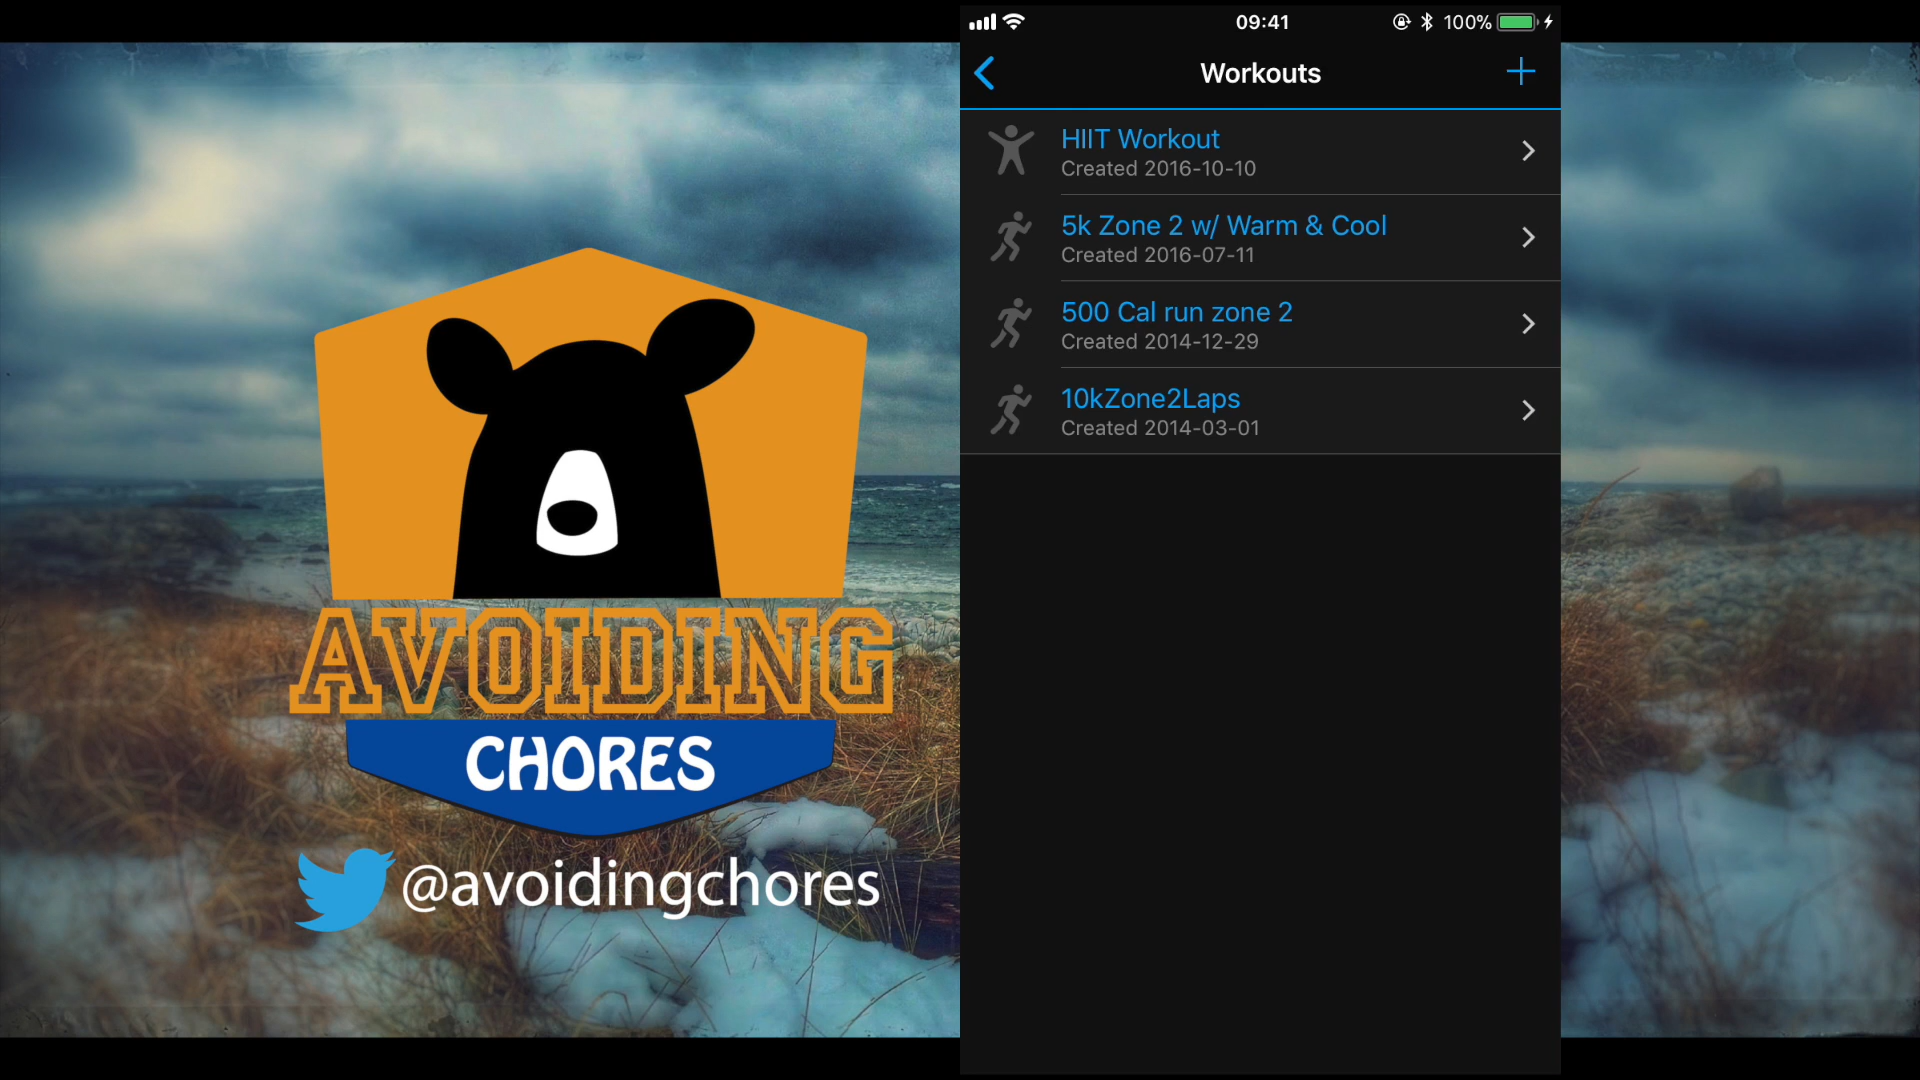 AVOIDING
CHORES
@avoidingchores
09:41
100%
Workouts
HIIT Workout
Created 2016-10-10
5k Zone 2 w/ Warm & Cool
Created 2016-07-11
500 Cal run zone 2
Created 2014-12-29
10kZone2Laps
Created 2014-03-01